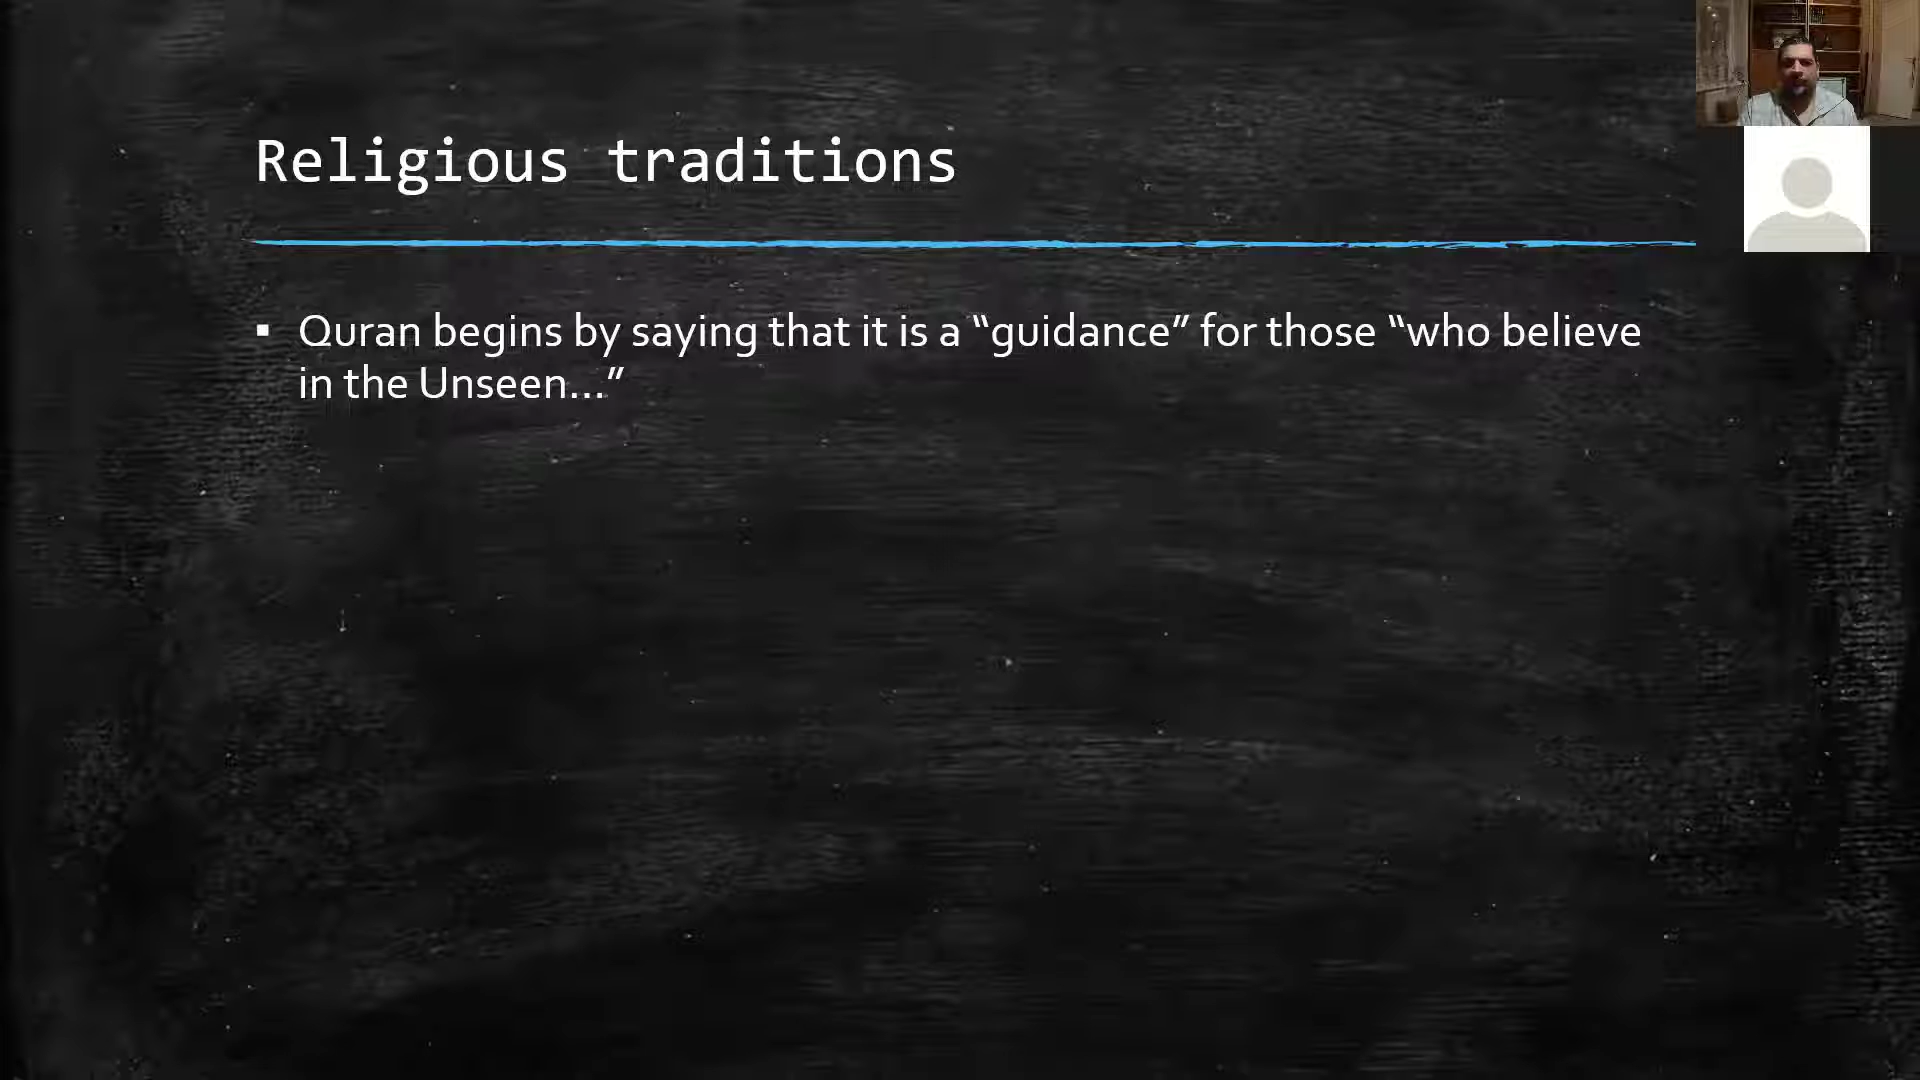 Religious traditions
▪ Quran begins by saying that it is a “guidance” for those “who believe
in the Unseen…”